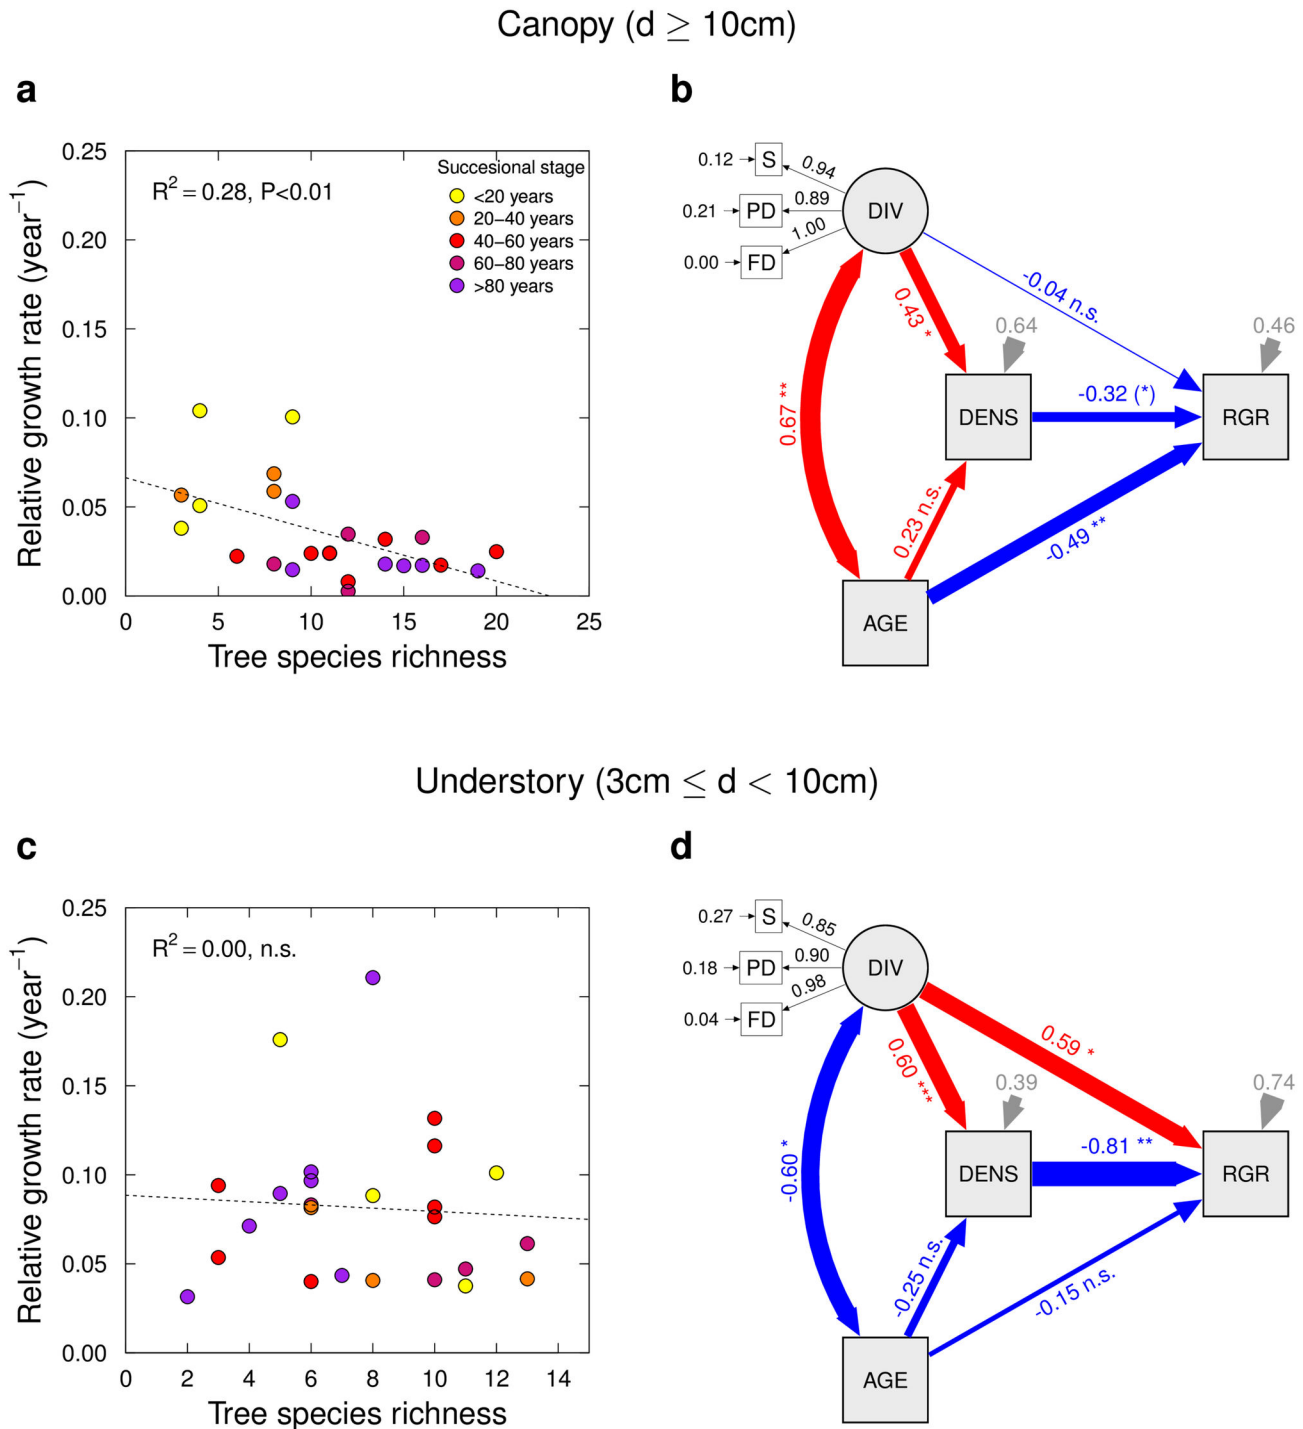 Canopy (d ≥ 10cm)
a
R² = 0.28, P<0.01
Succesional stage
<20 years
20–40 years
40–60 years
60–80 years
>80 years
0.25
0.20
0.15
0.10
0.05
0.00
0 5 10 15 20 25
Relative growth rate (year⁻¹)
Tree species richness
b
0.12 S 0.94
0.21 PD 0.89
0.00 FD 1.00
DIV
-0.04 n.s.
0.43 *
0.64
0.46
0.67 **
DENS
-0.32 (*)
RGR
0.23 n.s.
-0.49 **
AGE
Understory (3cm ≤ d < 10cm)
c
R² = 0.00, n.s.
0.25
0.20
0.15
0.10
0.05
0.00
0 2 4 6 8 10 12 14
Relative growth rate (year⁻¹)
Tree species richness
d
0.27 S 0.85
0.18 PD 0.90
0.04 FD 0.98
DIV
0.59 *
0.60 ***
0.39
0.74
-0.60 *
DENS
-0.81 **
RGR
-0.25 n.s.
-0.15 n.s.
AGE